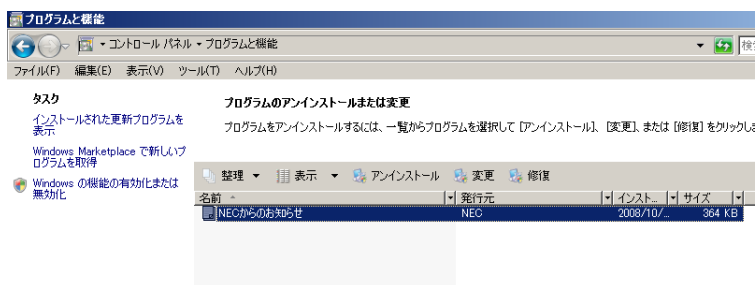 プログラムと機能
コントロール パネル プログラムと機能
ファイル(F) 編集(E) 表示(V) ツール(T) ヘルプ(H)
タスク
インストールされた更新プログラムを
表示
Windows Marketplace で新しいプ
ログラムを取得
Windows の機能の有効化または
無効化
プログラムのアンインストールまたは変更
プログラムをアンインストールするには、一覧からプログラムを選択して [アンインストール]、[変更]、または [修復] をクリックしま
整理 表示 アンインストール 変更 修復
名前 発行元 インスト... サイズ
NECからのお知らせ NEC 2008/10/... 364 KB